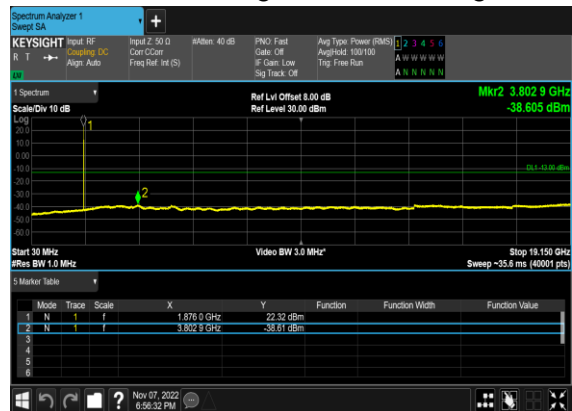 Spectrum Analyzer 1
Swept SA
KEYSIGHT Input: RF Input Z: 50 Ω #Atten: 40 dB PNO: Fast Avg Type: Power (RMS) 1 2 3 4 5 6
R T Coupling: DC Corr CCorr Gate: Off Avg|Hold: 100/100 A W W W W W
Align: Auto Freq Ref: Int (S) IF Gain: Low Trig: Free Run
LW Sig Track: Off A N N N N N
1 Spectrum Ref Lvl Offset 8.00 dB Mkr2 3.802 9 GHz
Scale/Div 10 dB Ref Level 30.00 dBm -38.605 dBm
Log
20.0 1
10.0
0.00
-10.0 DL1 -13.00 dBm
-20.0
-30.0 2
-40.0
-50.0
-60.0
Start 30 MHz Video BW 3.0 MHz* Stop 19.150 GHz
#Res BW 1.0 MHz Sweep ~35.6 ms (40001 pts)
5 Marker Table
Mode Trace Scale X Y Function Function Width Function Value
1 N 1 f 1.876 0 GHz 22.32 dBm
2 N 1 f 3.802 9 GHz -38.61 dBm
3
4
5
6
? Nov 07, 2022
6:56:32 PM